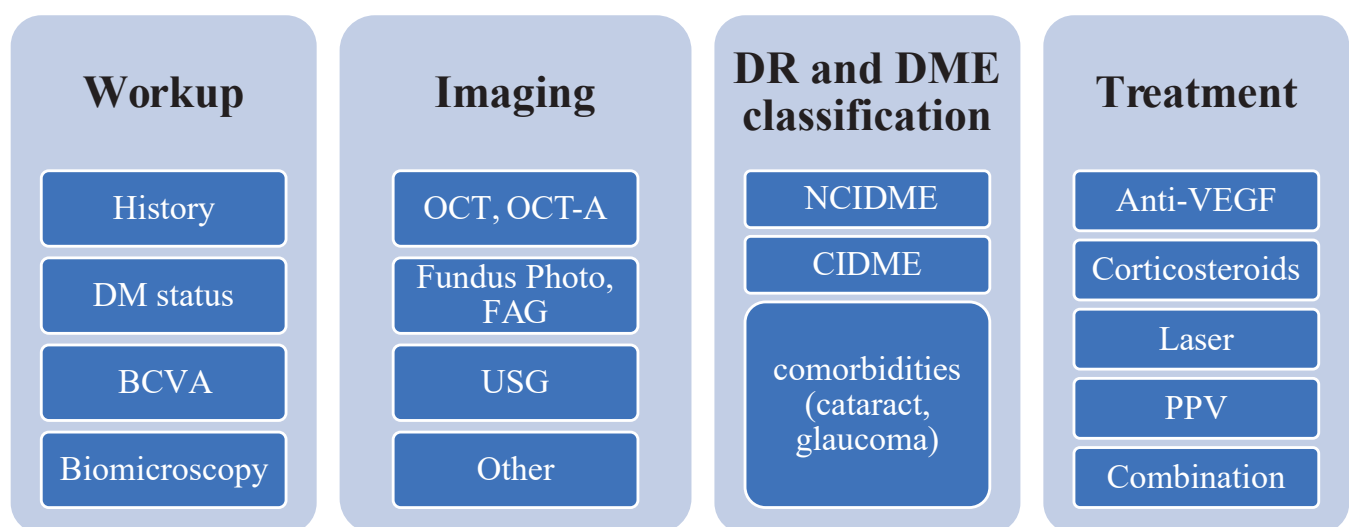 Workup
History
DM status
BCVA
Biomicroscopy
Imaging
OCT, OCT-A
Fundus Photo,
FAG
USG
Other
DR and DME
classification
NCIDME
CIDME
comorbidities
(cataract,
glaucoma)
Treatment
Anti-VEGF
Corticosteroids
Laser
PPV
Combination